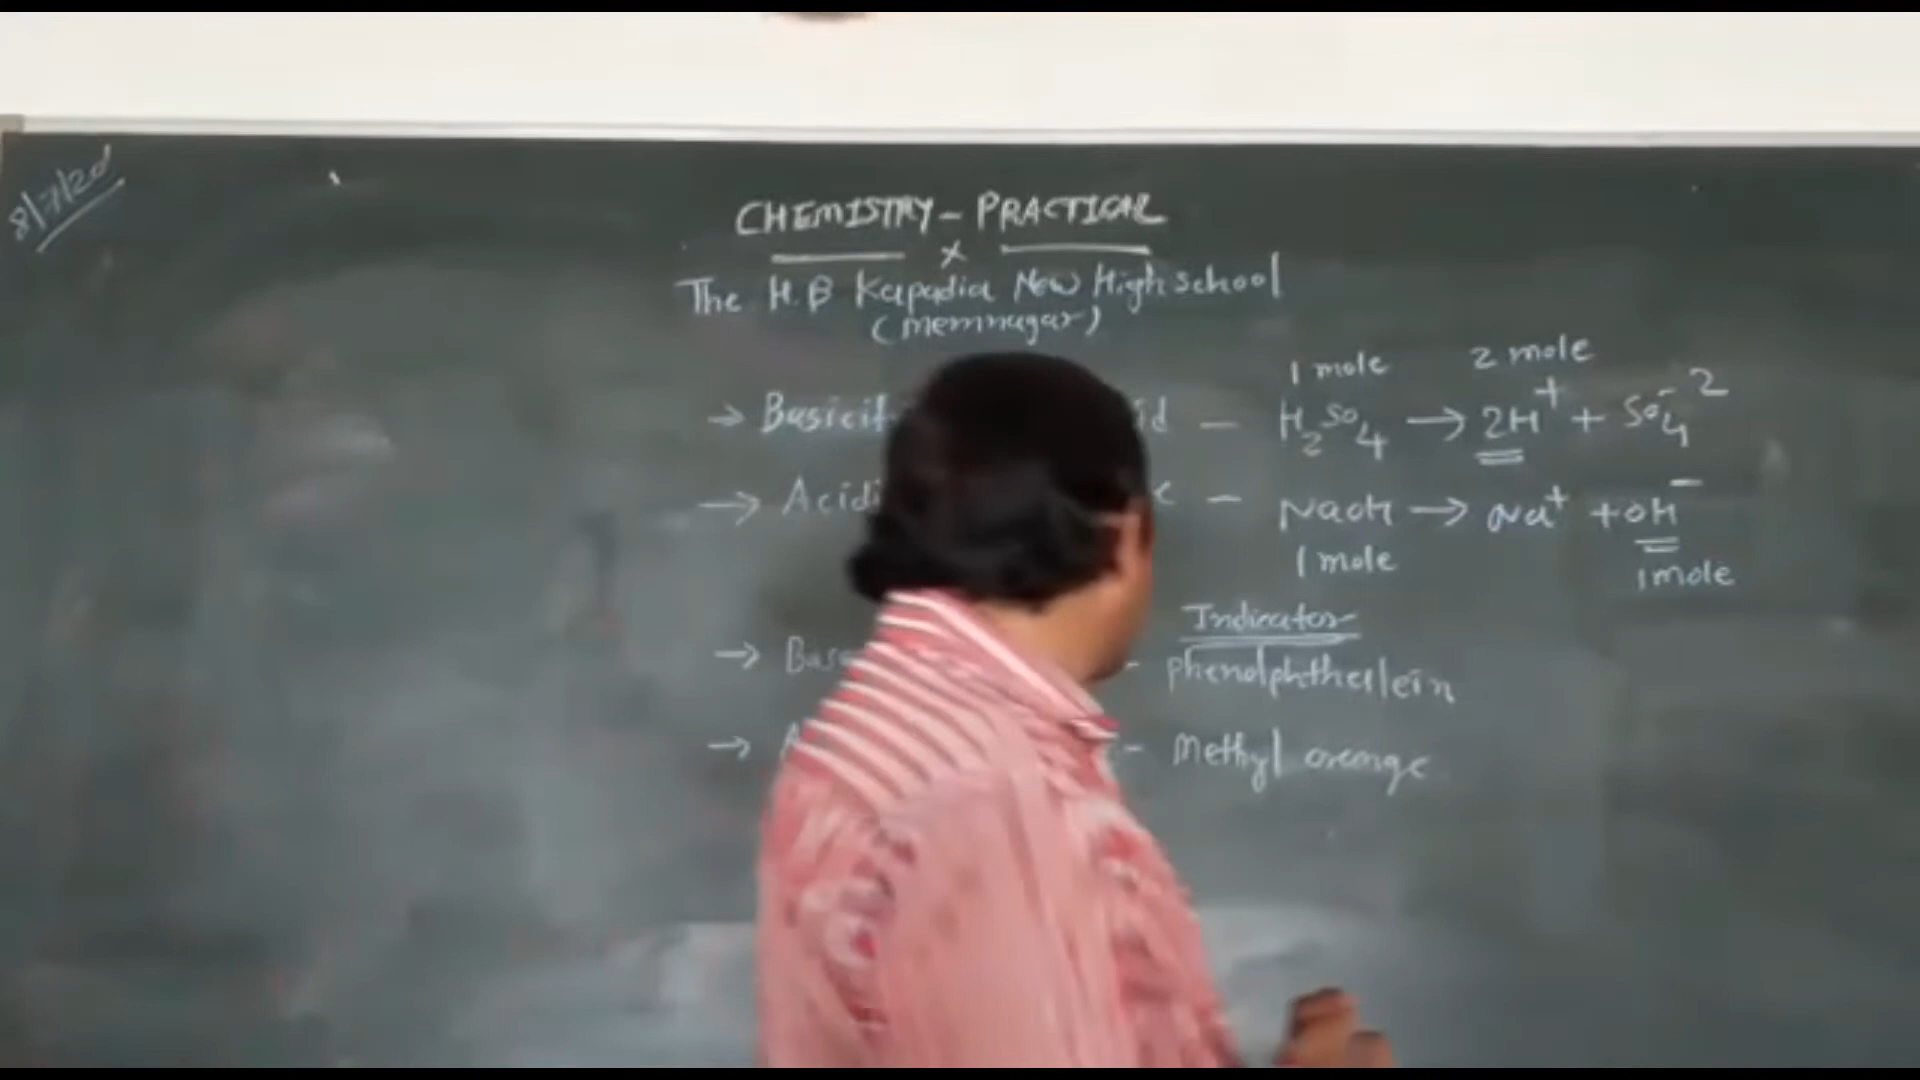 8/7/20
CHEMISTRY - PRACTICAL
x
The H.B Kapadia New High school
(Memnagar)
1 mole 2 mole
→ Basicit id - H₂SO₄ → 2H⁺ + SO₄⁻²
→ Acidi - NaOH → Na⁺ + OH⁻
1 mole 1 mole
Indicator
→ Bas - phenolphthalein
→ A - Methyl orange